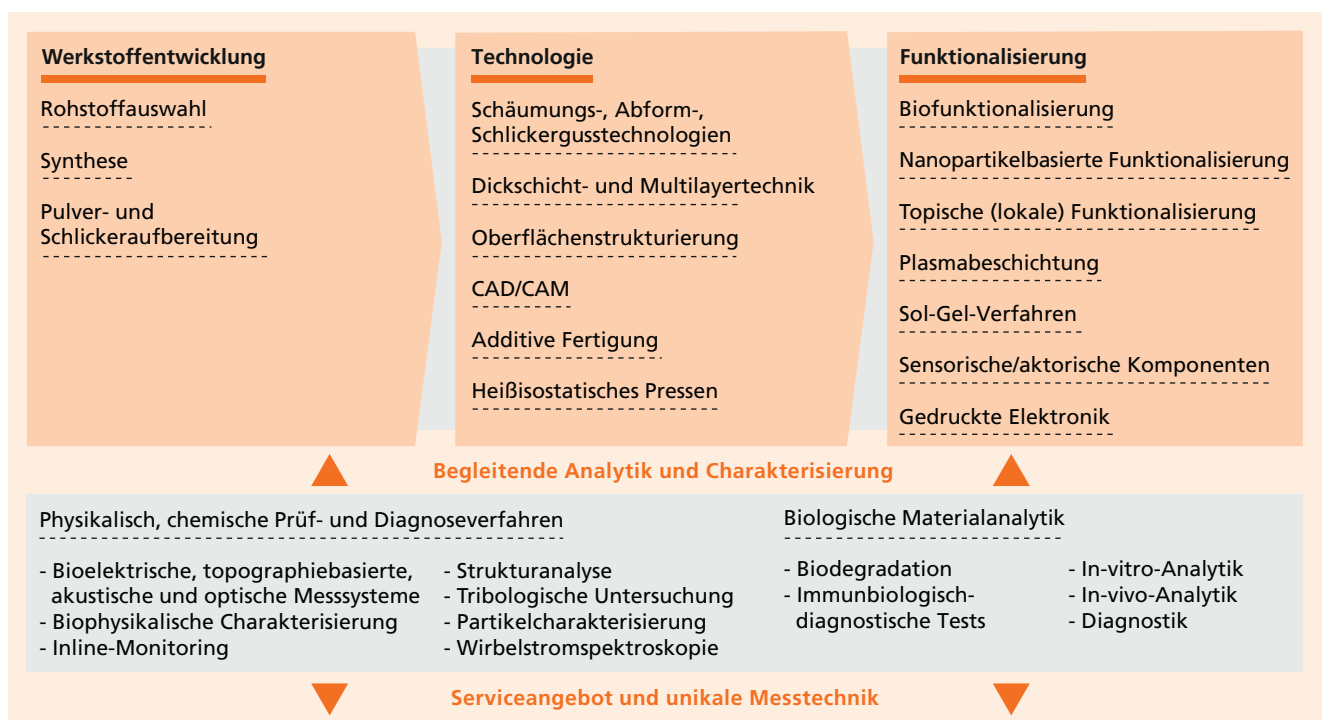 Werkstoffentwicklung
Rohstoffauswahl
Synthese
Pulver- und
Schlickeraufbereitung
Technologie
Schäumungs-, Abform-,
Schlickergusstechnologien
Dickschicht- und Multilayertechnik
Oberflächenstrukturierung
CAD/CAM
Additive Fertigung
Heißisostatisches Pressen
Funktionalisierung
Biofunktionalisierung
Nanopartikelbasierte Funktionalisierung
Topische (lokale) Funktionalisierung
Plasmabeschichtung
Sol-Gel-Verfahren
Sensorische/aktorische Komponenten
Gedruckte Elektronik
Begleitende Analytik und Charakterisierung
Physikalisch, chemische Prüf- und Diagnoseverfahren
- Bioelektrische, topographiebasierte,
akustische und optische Messsysteme
- Biophysikalische Charakterisierung
- Inline-Monitoring
- Strukturanalyse
- Tribologische Untersuchung
- Partikelcharakterisierung
- Wirbelstromspektroskopie
Biologische Materialanalytik
- Biodegradation
- Immunbiologisch-
diagnostische Tests
- In-vitro-Analytik
- In-vivo-Analytik
- Diagnostik
Serviceangebot und unikale Messtechnik